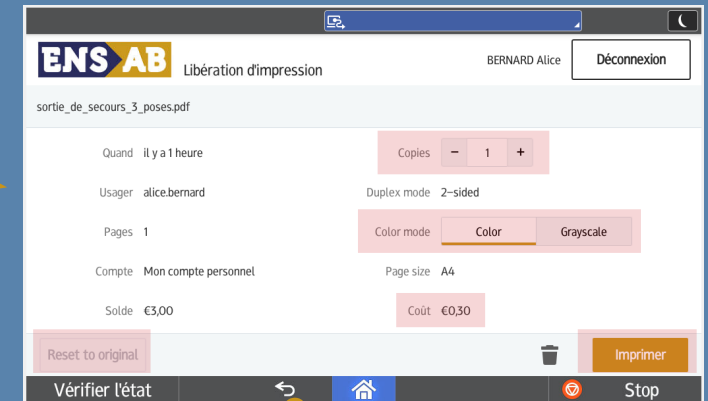 ENSAB
Libération d'impression
BERNARD Alice
Déconnexion
sortie_de_secours_3_poses.pdf
Quand il y a 1 heure
Copies − 1 +
Usager alice.bernard
Duplex mode 2-sided
Pages 1
Color mode Color Grayscale
Compte Mon compte personnel
Page size A4
Solde €3,00
Coût €0,30
Reset to original
Imprimer
Vérifier l'état
Stop